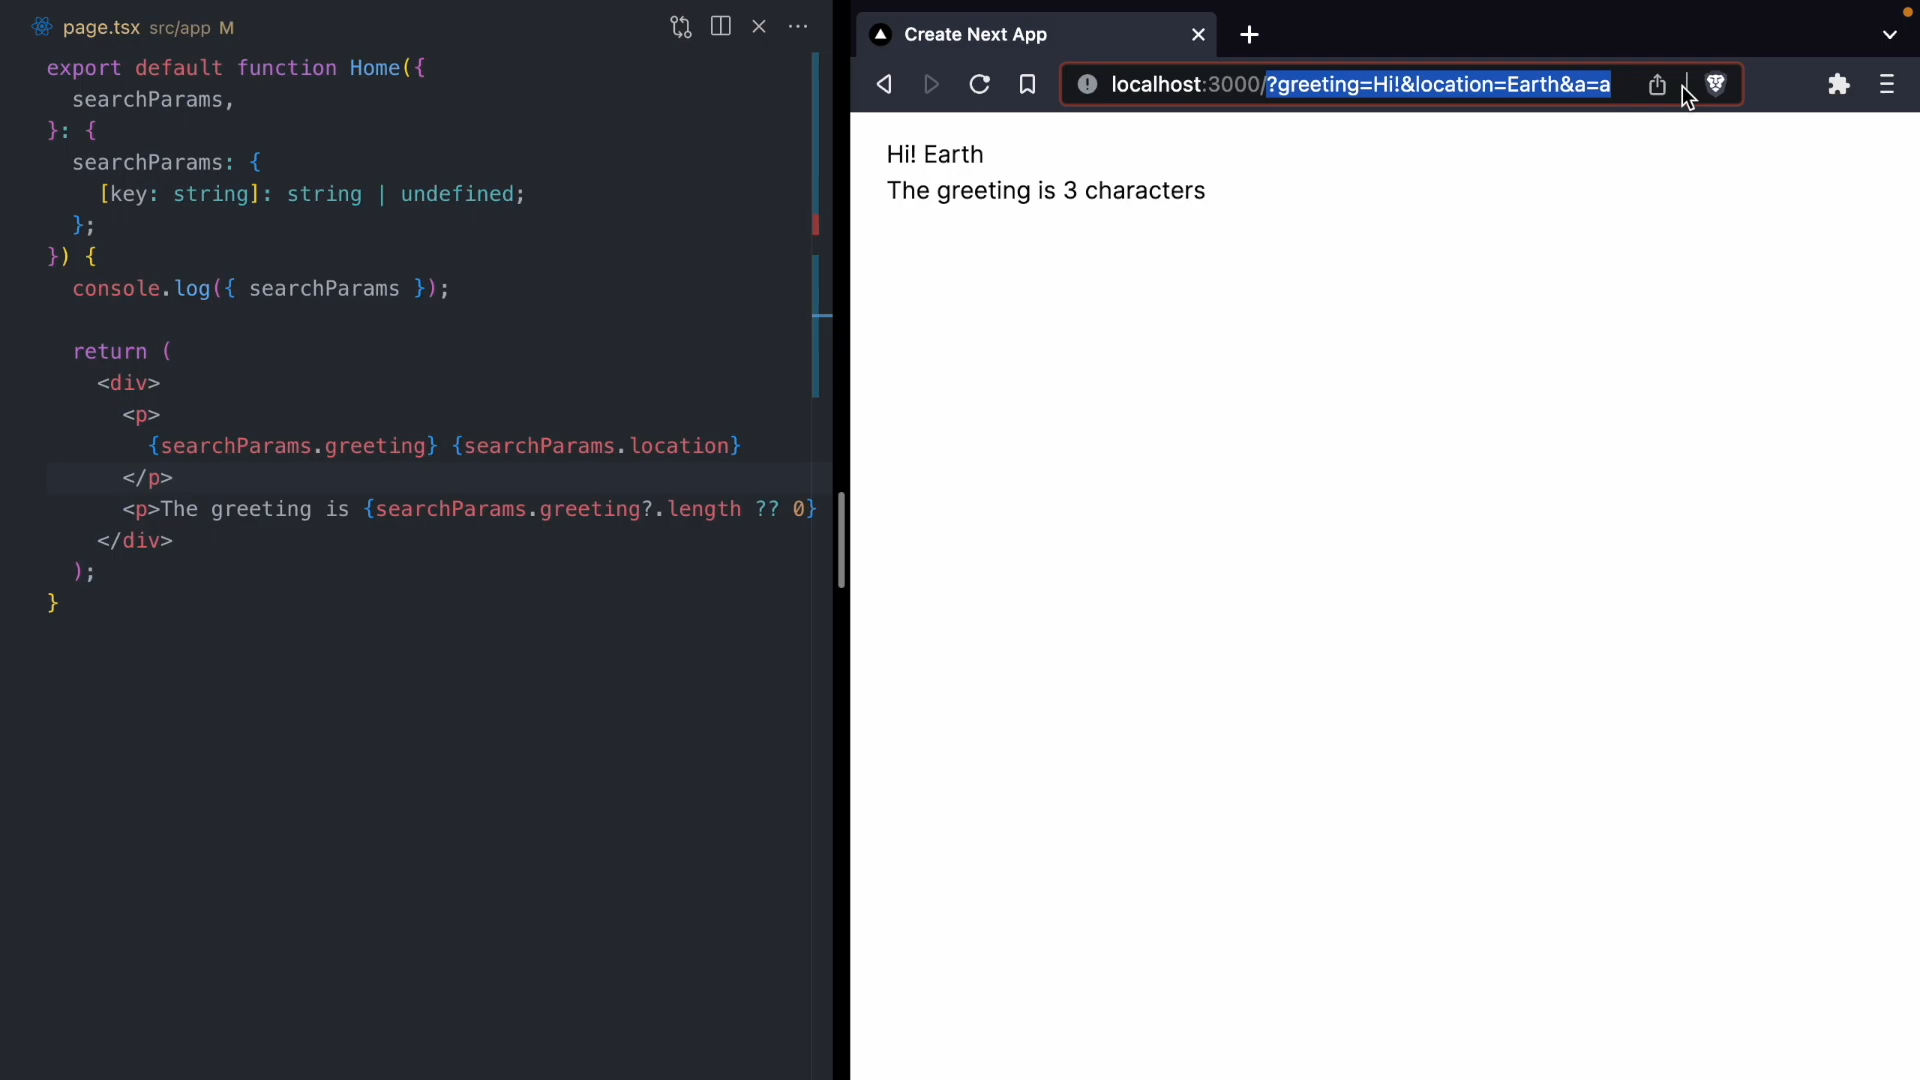 page.tsx src/app M
export default function Home({
searchParams,
}: {
searchParams: {
[key: string]: string | undefined;
};
}) {
console.log({ searchParams });
return (
<div>
<p>
{searchParams.greeting} {searchParams.location}
</p>
<p>The greeting is {searchParams.greeting?.length ?? 0}
</div>
);
}
Create Next App
localhost:3000/?greeting=Hi!&location=Earth&a=a
Hi! Earth
The greeting is 3 characters